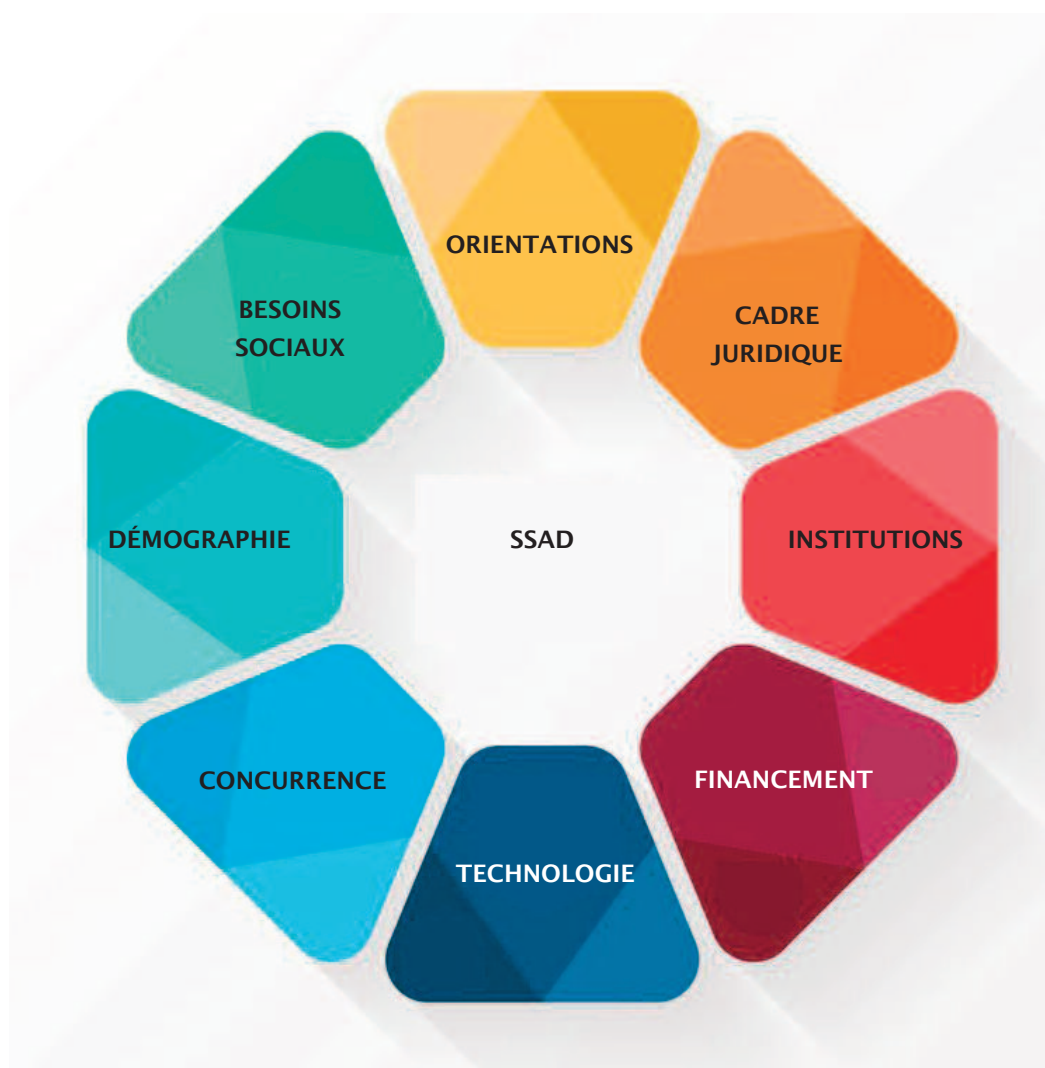 ORIENTATIONS
BESOINS
SOCIAUX
CADRE
JURIDIQUE
DÉMOGRAPHIE
SSAD
INSTITUTIONS
CONCURRENCE
FINANCEMENT
TECHNOLOGIE